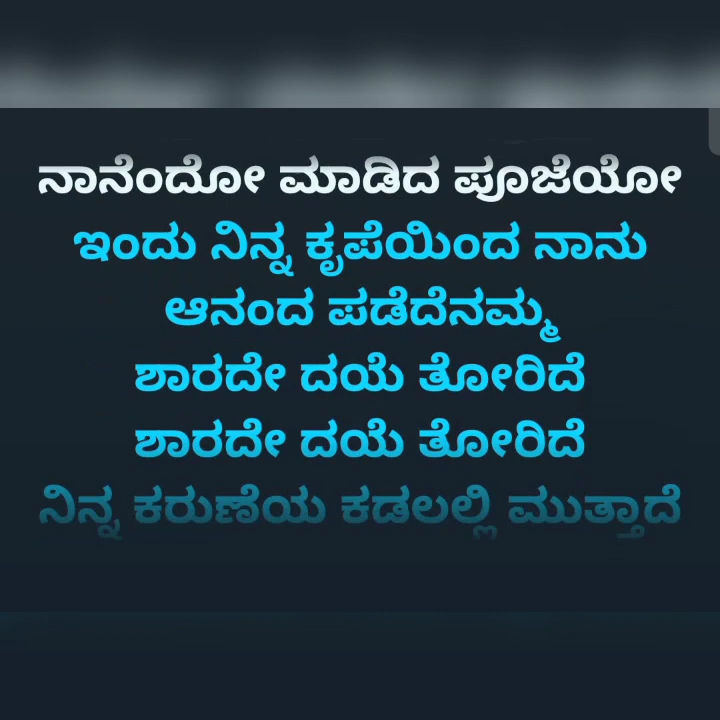 ನಾನೆಂದೋ ಮಾಡಿದ ಪೂಜೆಯೋ
ಇಂದು ನಿನ್ನ ಕೃಪೆಯಿಂದ ನಾನು
ಆನಂದ ಪಡೆದೆನಮ್ಮ
ಶಾರದೇ ದಯೆ ತೋರಿದೆ
ಶಾರದೇ ದಯೆ ತೋರಿದೆ
ನಿನ್ನ ಕರುಣೆಯ ಕಡಲಲ್ಲಿ ಮುತ್ತಾದೆ